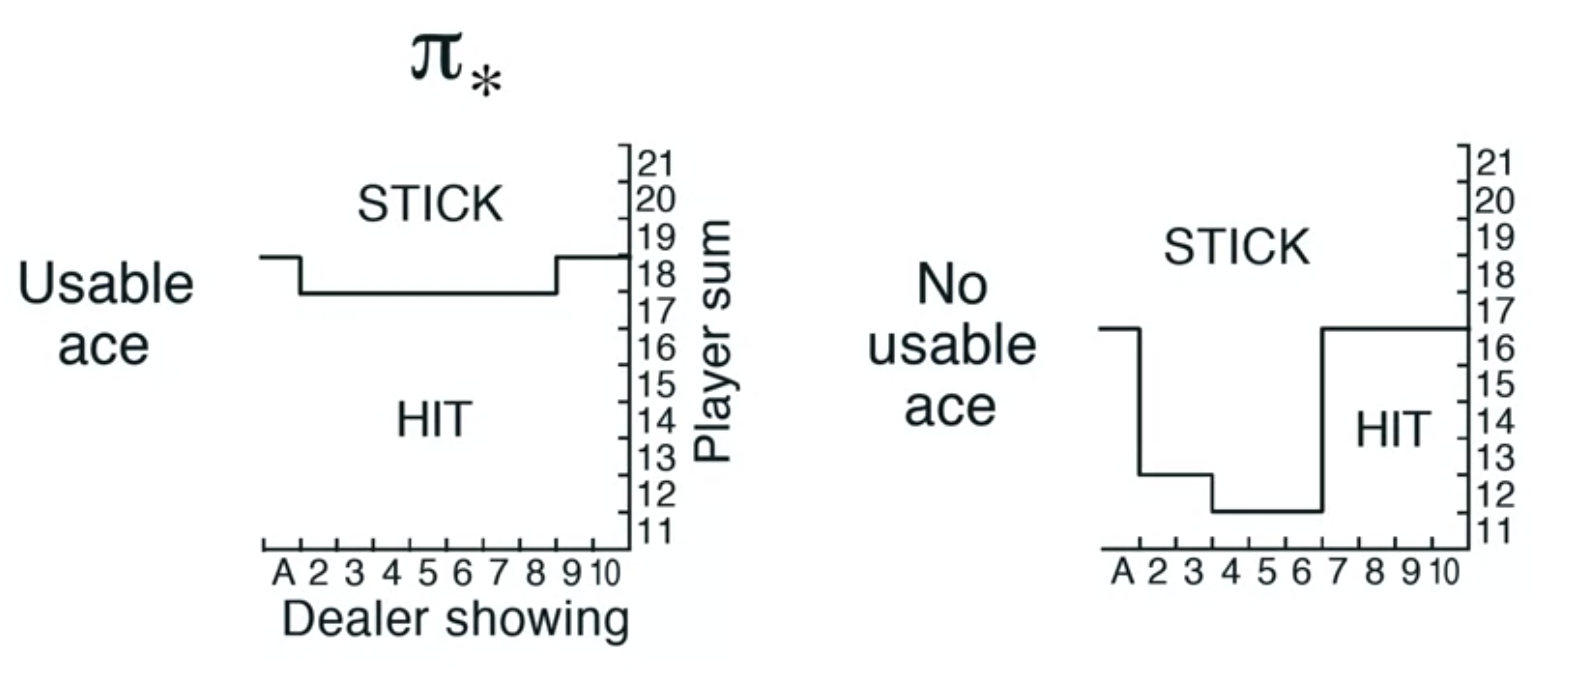 π*
Usable
ace
STICK
HIT
21
20
19
18
17
16
15
14
13
12
11
Player sum
A 2 3 4 5 6 7 8 9 10
Dealer showing
No
usable
ace
STICK
HIT
21
20
19
18
17
16
15
14
13
12
11
A 2 3 4 5 6 7 8 9 10